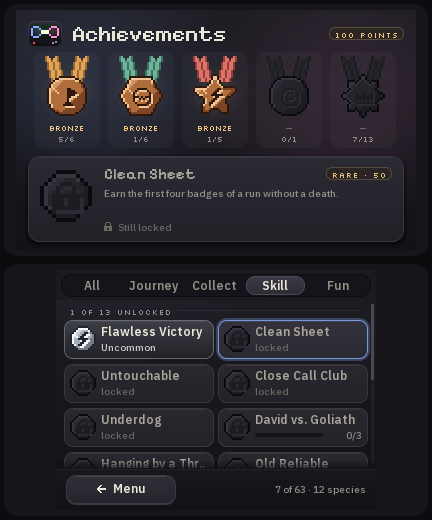 Achievements
100 POINTS
BRONZE
5/6
BRONZE
1/6
BRONZE
1/5
—
0/1
—
7/13
Clean Sheet
RARE · 50
Earn the first four badges of a run without a death.
Still locked
All Journey Collect Skill Fun
1 OF 13 UNLOCKED
Flawless Victory
Uncommon
Clean Sheet
locked
Untouchable
locked
Close Call Club
locked
Underdog
locked
David vs. Goliath
0/3
Hanging by a Thr..
Old Reliable
← Menu
7 of 63 · 12 species